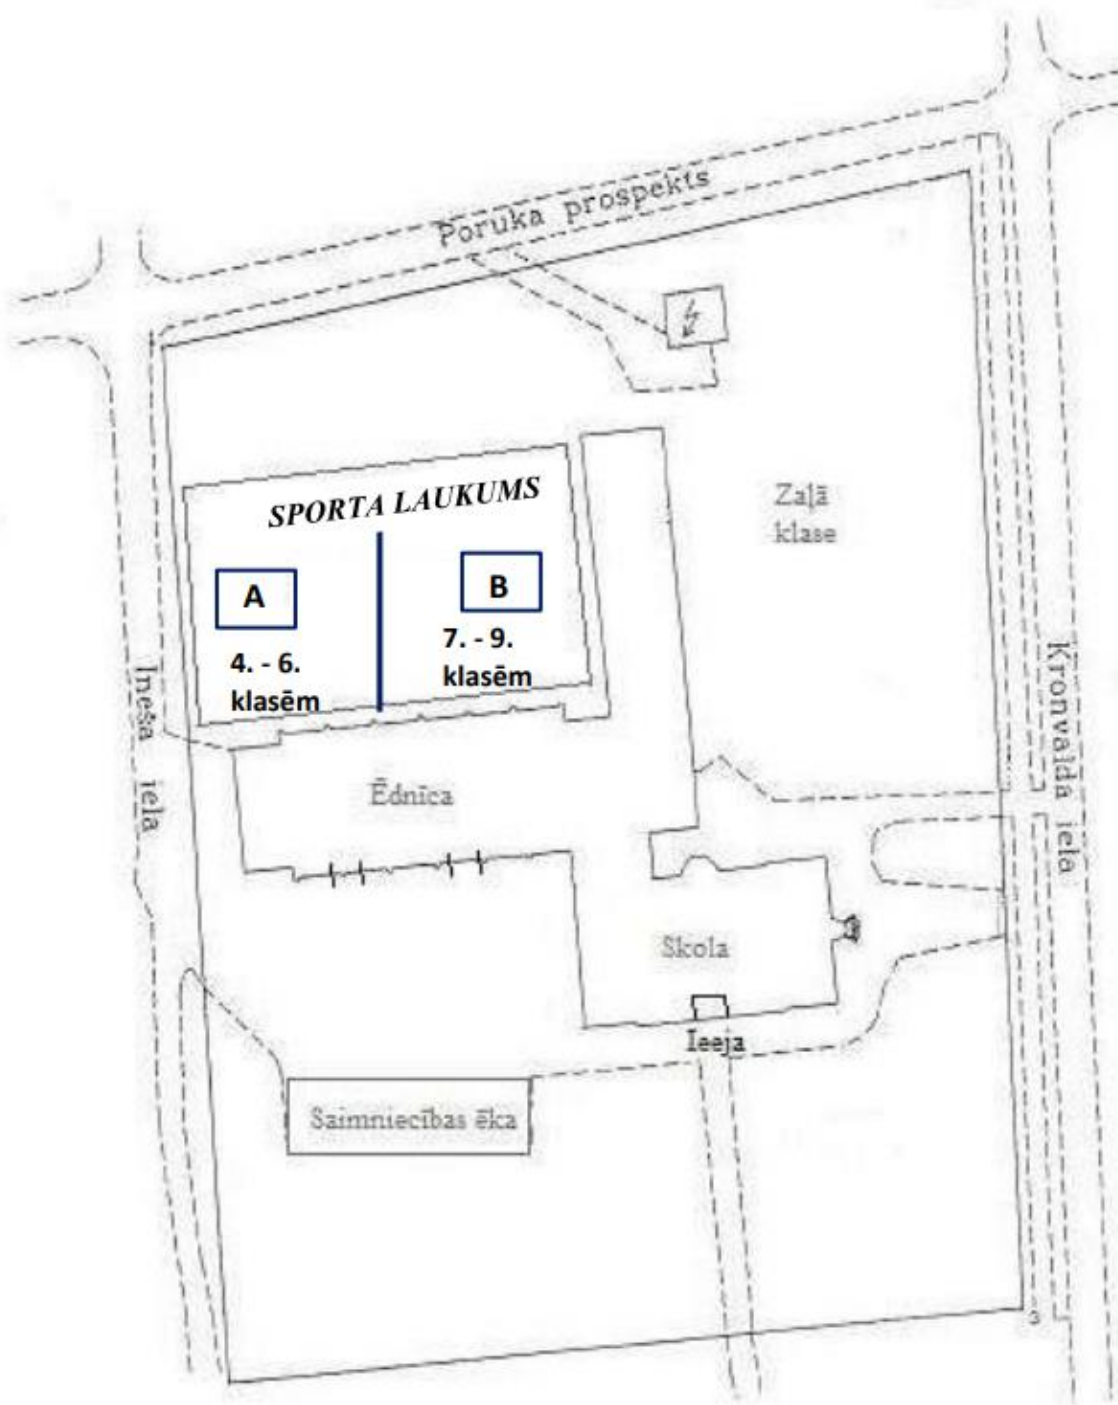 Poruka prospekts
SPORTA LAUKUMS
A
B
4. - 6.
klasēm
7. - 9.
klasēm
Zaļā
klase
Ineša iela
Kronvalda iela
Ēdnīca
Skola
Ieeja
Saimniecības ēka
3